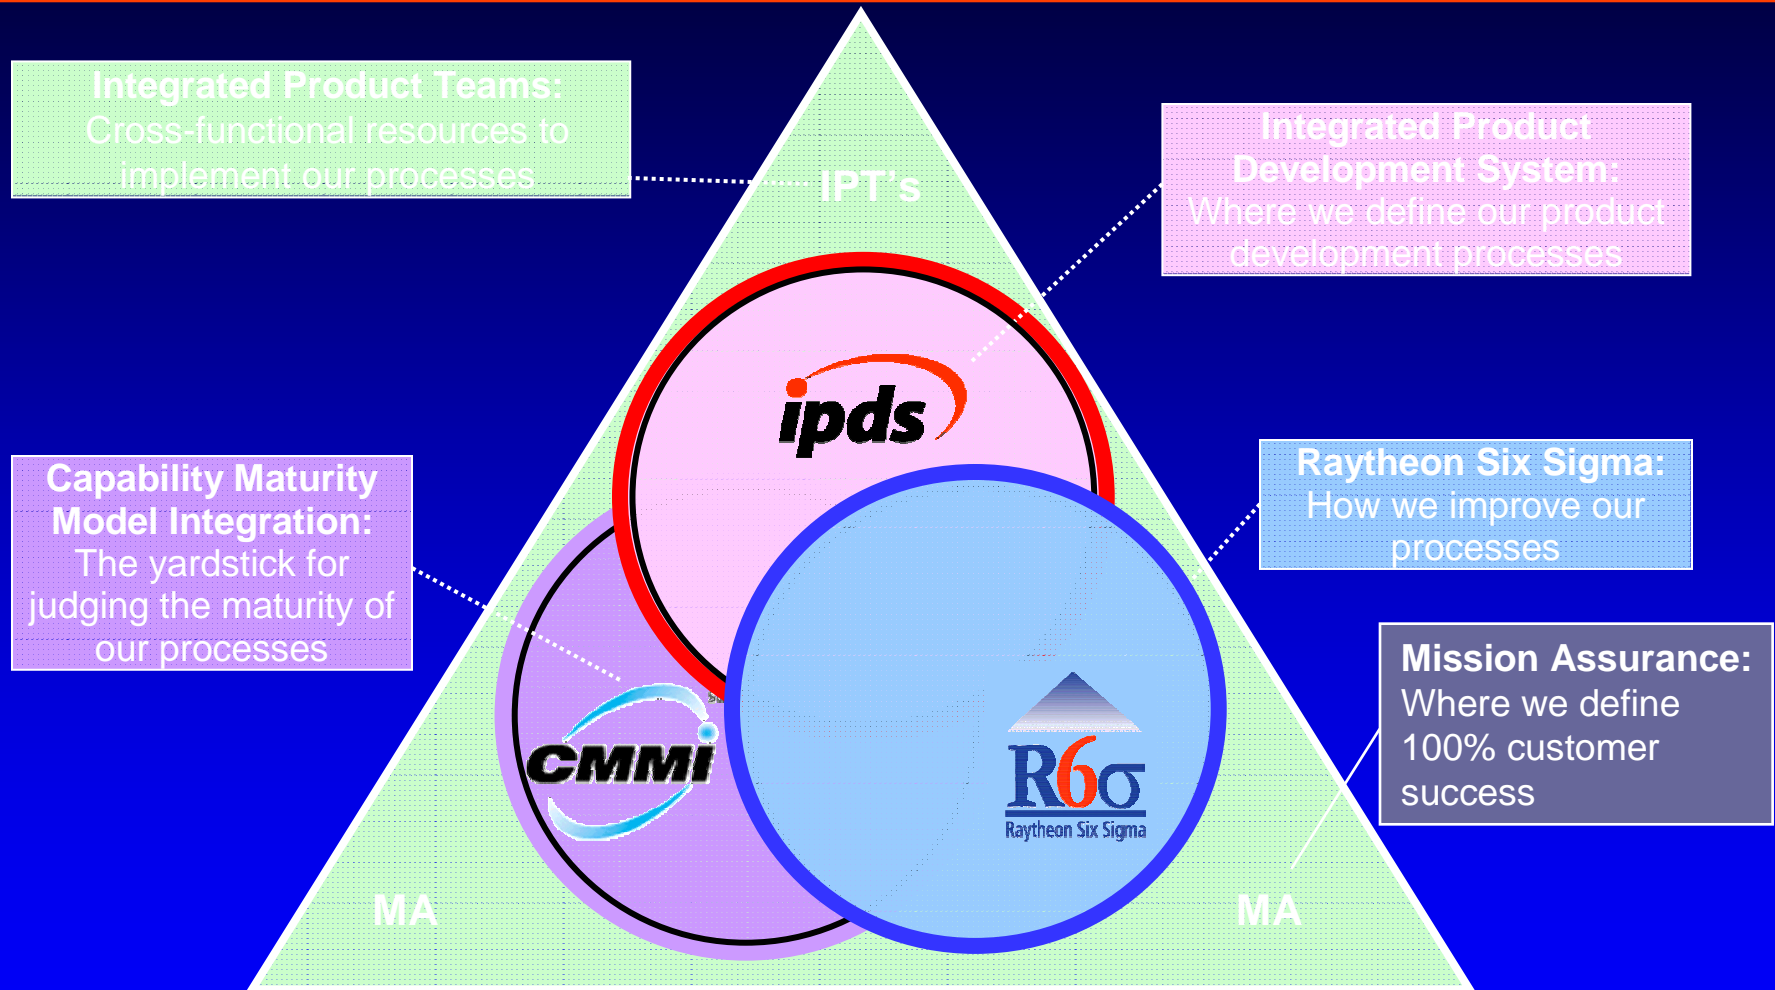 Integrated Product Teams:
Cross-functional resources to
implement our processes
IPT's
Integrated Product
Development System:
Where we define our product
development processes
ipds
Capability Maturity
Model Integration:
The yardstick for
judging the maturity of
our processes
Raytheon Six Sigma:
How we improve our
processes
Mission Assurance:
Where we define
100% customer
success
CMMI
R6σ
Raytheon Six Sigma
MA
MA